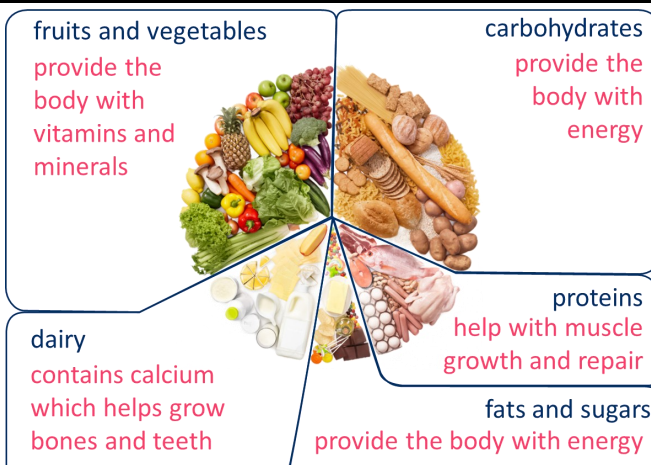 fruits and vegetables
provide the
body with
vitamins and
minerals
carbohydrates
provide the
body with
energy
proteins
help with muscle
growth and repair
dairy
contains calcium
which helps grow
bones and teeth
fats and sugars
provide the body with energy